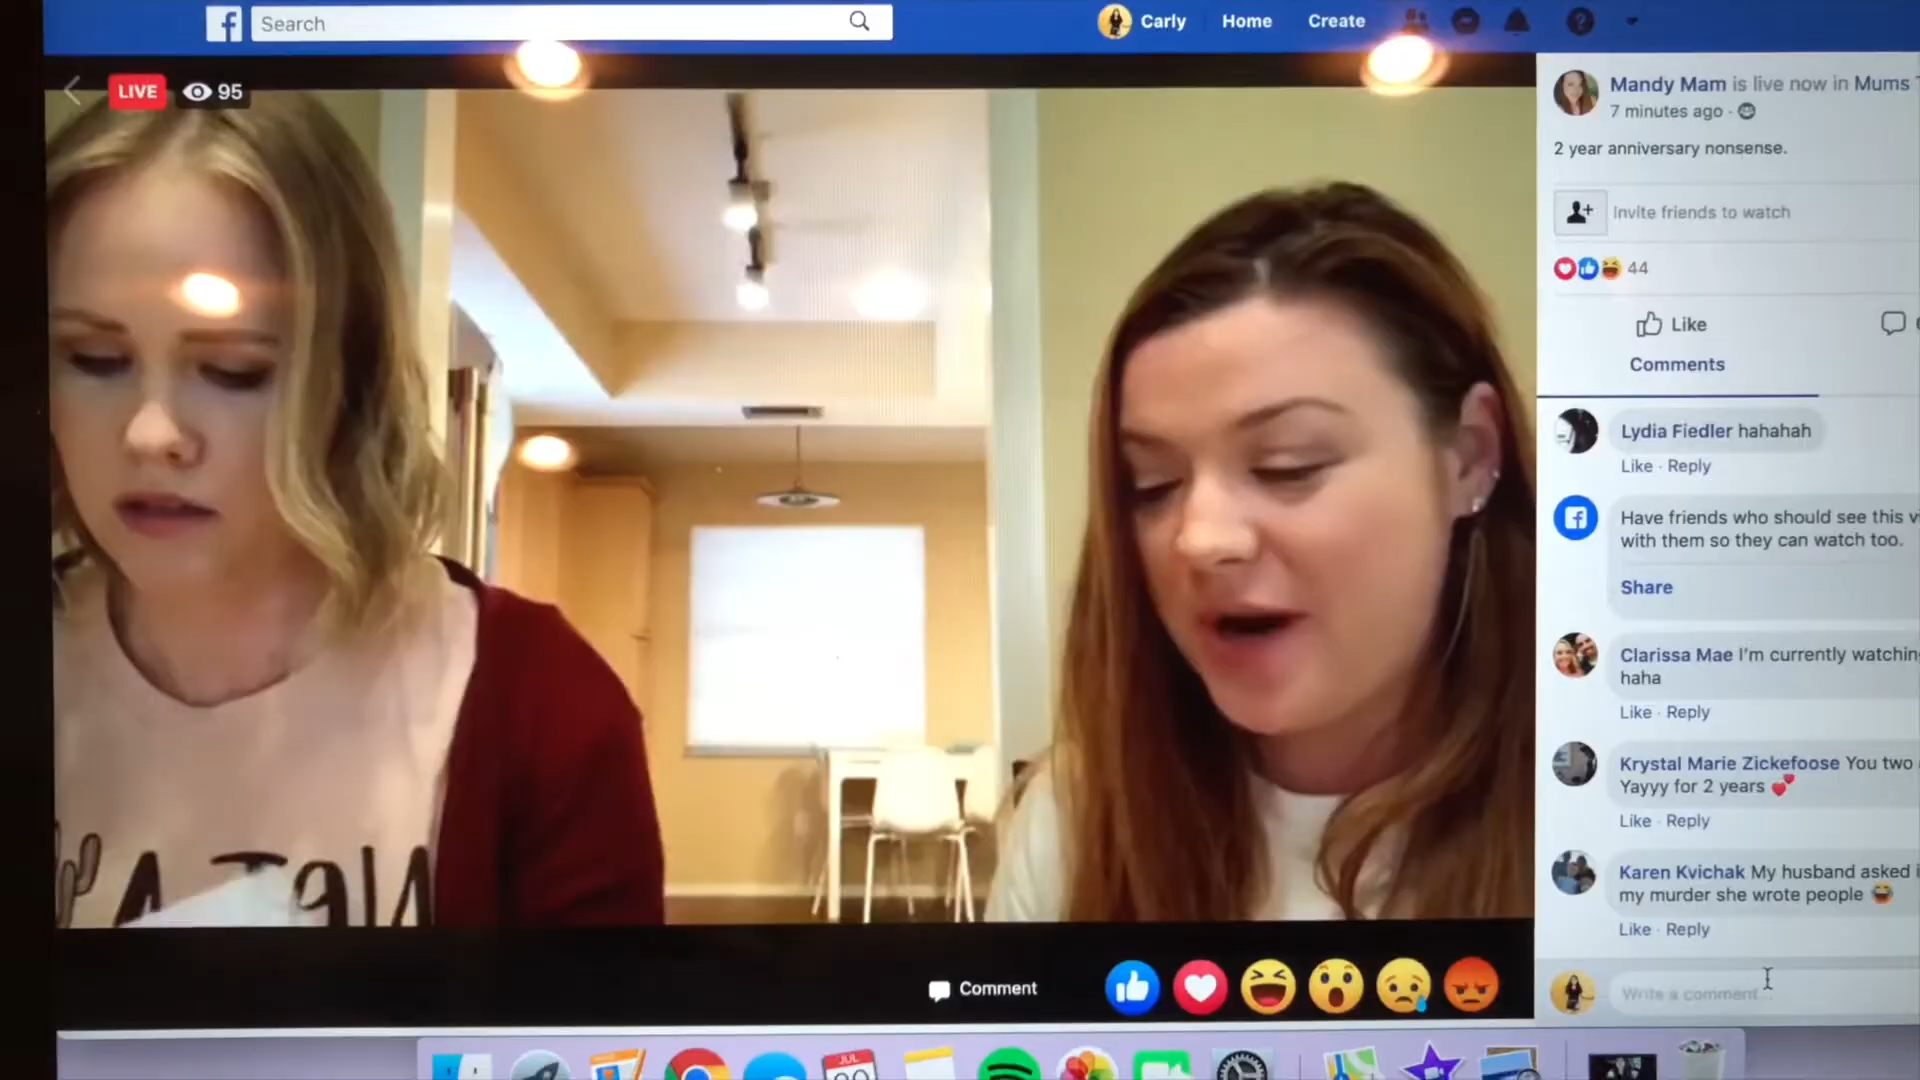 Search
Carly
Home
Create
LIVE
95
Mandy Mam is live now in Mums
7 minutes ago
2 year anniversary nonsense.
Invite friends to watch
44
Like
Comments
Lydia Fiedler hahahah
Like · Reply
Have friends who should see this
with them so they can watch too.
Share
Clarissa Mae I'm currently watchin
haha
Like · Reply
Krystal Marie Zickefoose You two
Yayyy for 2 years 💕
Like · Reply
Karen Kvichak My husband asked
my murder she wrote people 😂
Like · Reply
Comment
Write a comment...
JUL